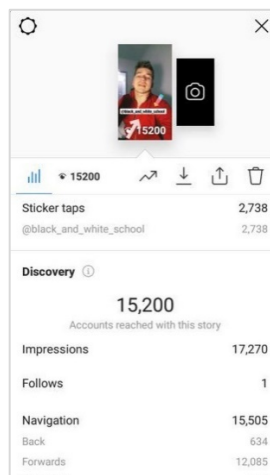 @black_and_white_school
15200
15200
Sticker taps 2,738
@black_and_white_school 2,738
Discovery
15,200
Accounts reached with this story
Impressions 17,270
Follows 1
Navigation 15,505
Back 634
Forwards 12,085